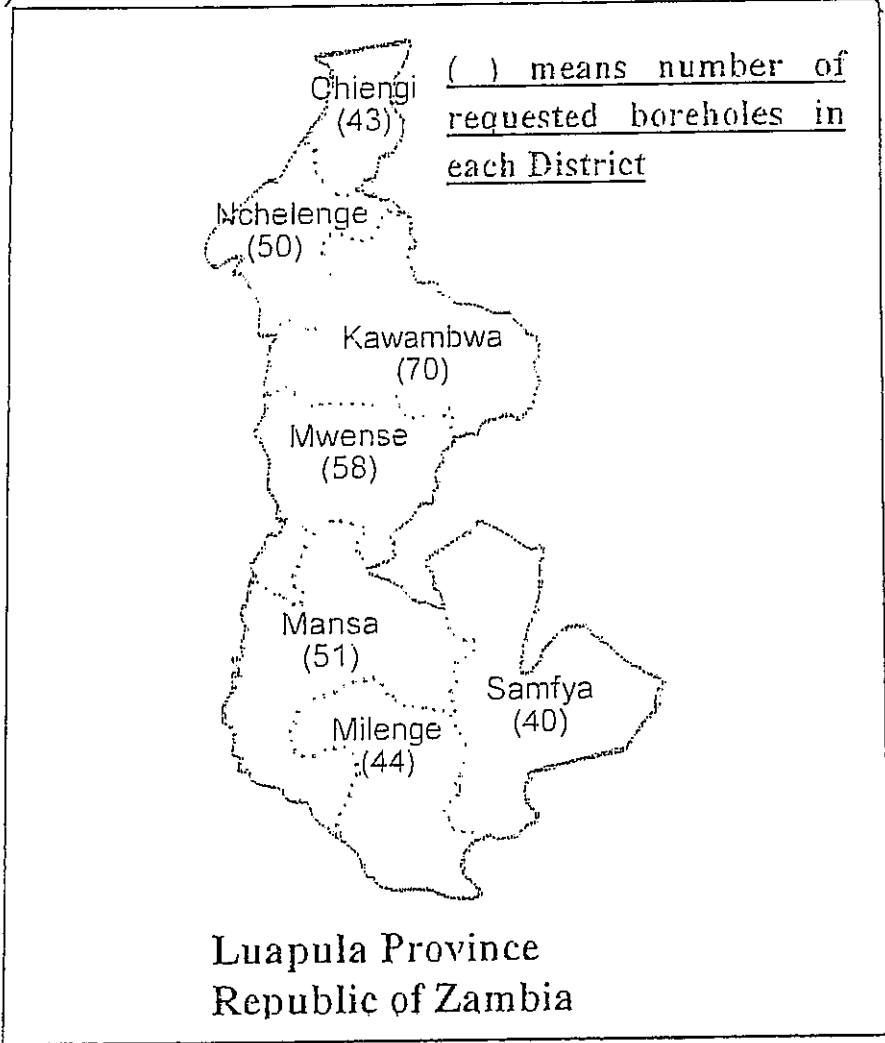 Chiengi
(43)
( ) means number of
requested boreholes in
each District
Nchelenge
(50)
Kawambwa
(70)
Mwense
(58)
Mansa
(51)
Samfya
(40)
Milenge
(44)
Luapula Province
Republic of Zambia